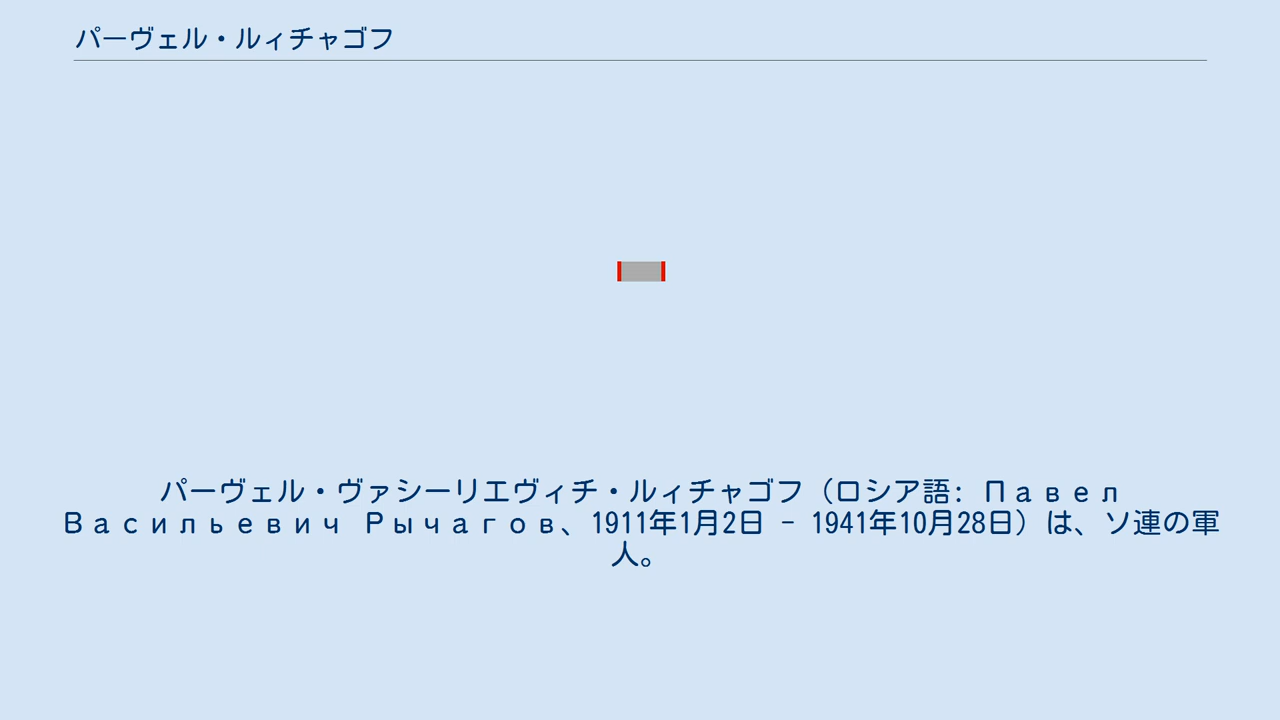 パーヴェル・ルィチャゴフ
パーヴェル・ヴァシーリエヴィチ・ルィチャゴフ（ロシア語: Павел
Васильевич Рычагов、1911年1月2日 - 1941年10月28日）は、ソ連の軍
人。